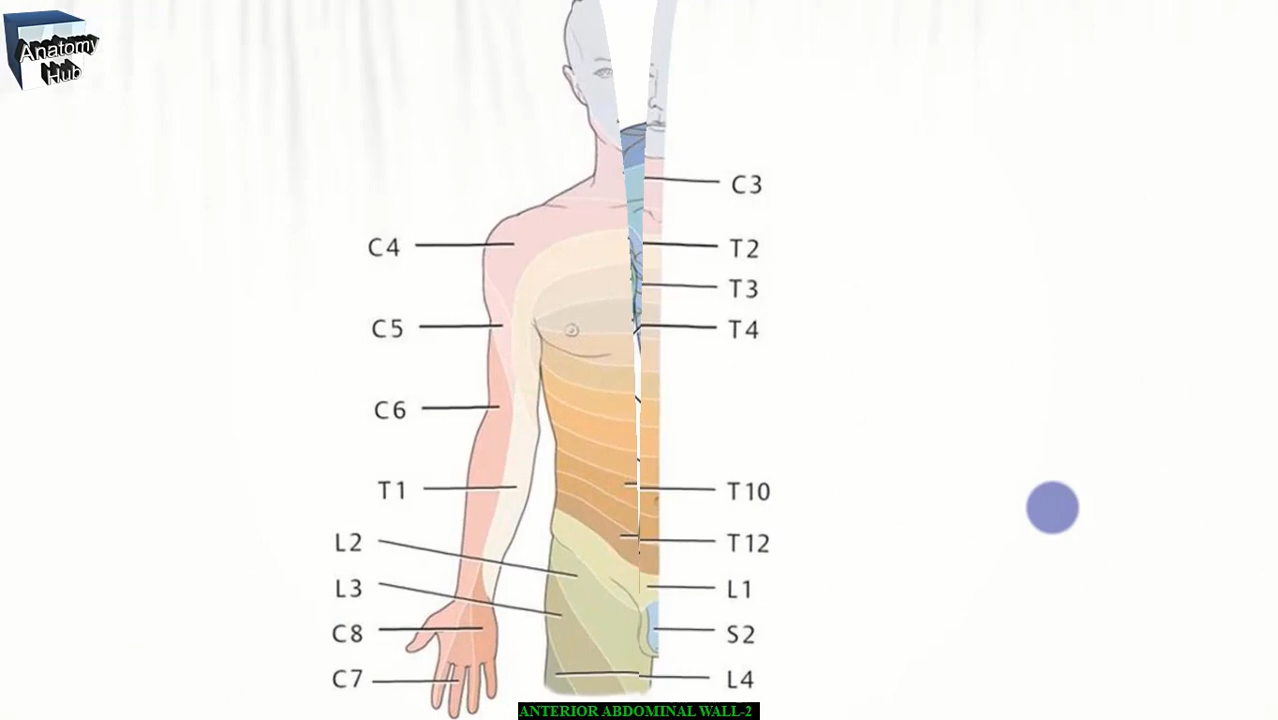 Anatomy
Hub
C3
C4
T2
T3
C5
T4
C6
T1
T10
L2
T12
L3
L1
C8
S2
C7
L4
ANTERIOR ABDOMINAL WALL-2